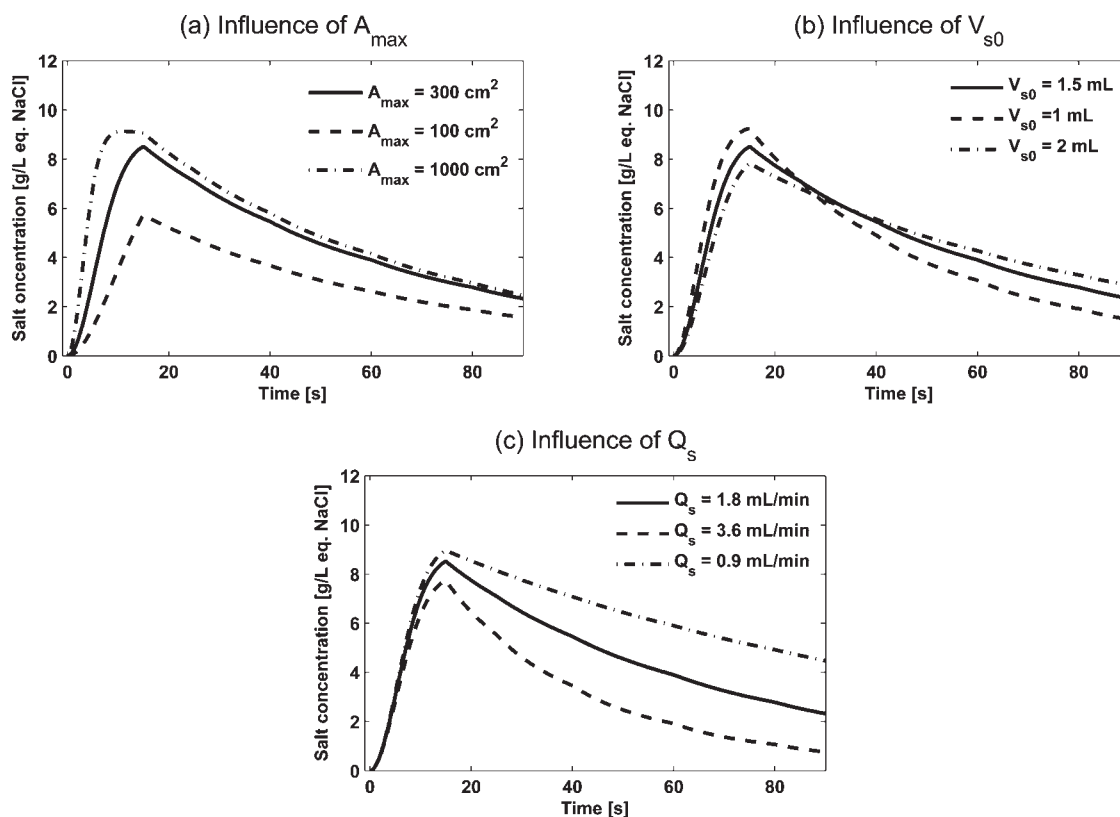 (a) Influence of A_max
Salt oncentration [g/L eq. NaCl]
12
10
8
6
4
2
0
A_max = 300 cm²
A_max = 100 cm²
A_max = 1000 cm²
0 20 40 60 80
Time [s]
(b) Influence of V_s0
Salt concentration [g/L eq. NaCl]
12
10
8
6
4
2
0
V_s0 = 1.5 mL
V_s0 =1 mL
V_s0 = 2 mL
0 20 40 60 80
Time [s]
(c) Influence of Q_s
Salt concentration [g/L eq. NaCl]
12
10
8
6
4
2
0
Q_s = 1.8 mL/min
Q_s = 3.6 mL/min
Q_s = 0.9 mL/min
0 20 40 60 80
Time [s]